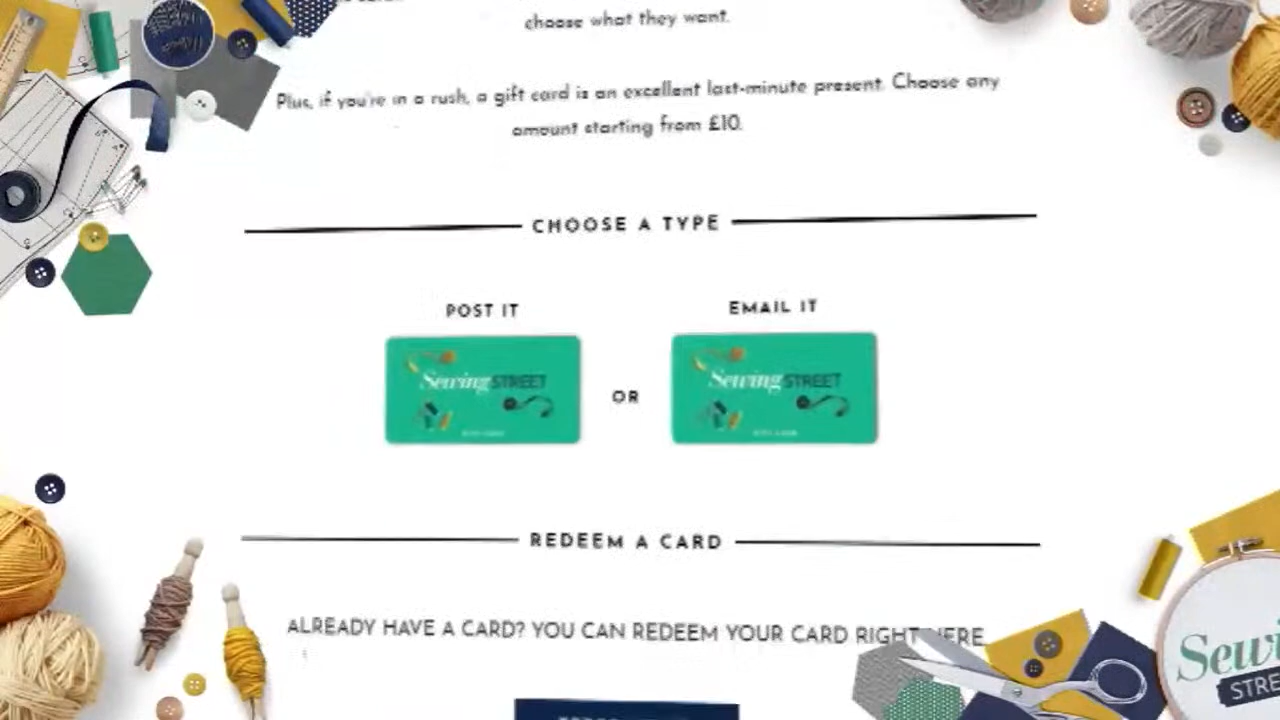 choose what they want.
Plus, if you're in a rush, a gift card is an excellent last-minute present. Choose any
amount starting from £10.
CHOOSE A TYPE
POST IT
EMAIL IT
Sewing STREET
OR
Sewing STREET
REDEEM A CARD
ALREADY HAVE A CARD? YOU CAN REDEEM YOUR CARD RIGHT HERE